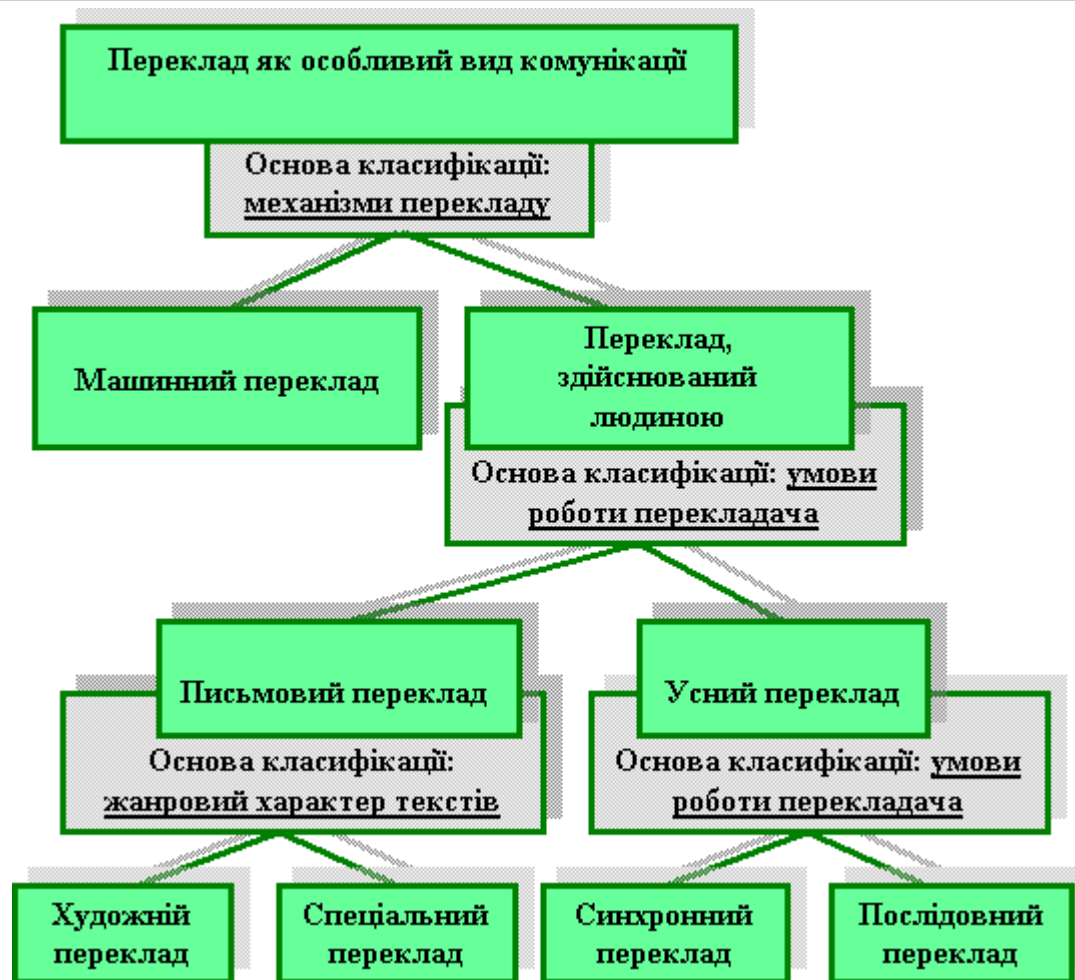 Переклад як особливий вид комунікації
Основа класифікації:
механізми перекладу
Машинний переклад
Переклад,
здійснюваний
людиною
Основа класифікації: умови
роботи перекладача
Письмовий переклад
Усний переклад
Основа класифікації:
жанровий характер текстів
Основа класифікації: умови
роботи перекладача
Художній
переклад
Спеціальний
переклад
Синхронний
переклад
Послідовний
переклад